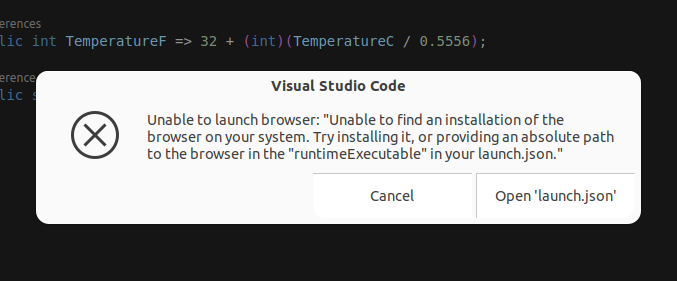 erences
lic int TemperatureF => 32 + (int)(TemperatureC / 0.5556);
erence
lic s
Visual Studio Code
Unable to launch browser: "Unable to find an installation of the
browser on your system. Try installing it, or providing an absolute path
to the browser in the "runtimeExecutable" in your launch.json."
Cancel
Open 'launch.json'